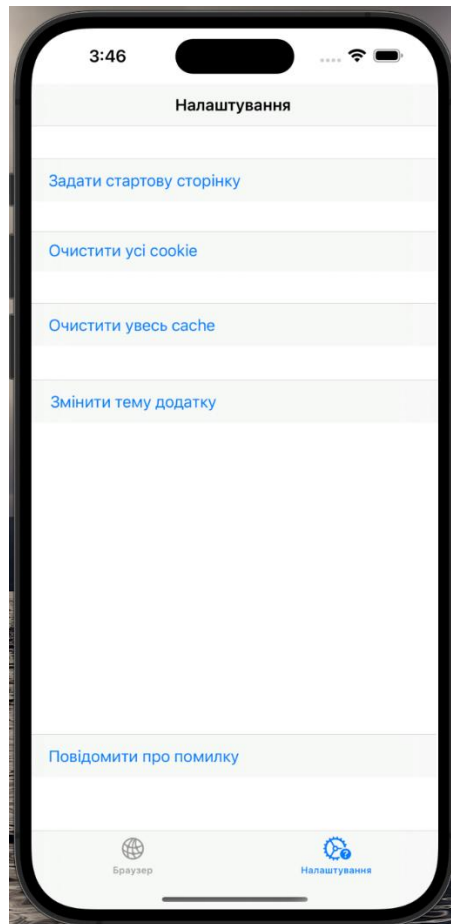 3:46
Налаштування
Задати стартову сторінку
Очистити усі cookie
Очистити увесь cache
Змінити тему додатку
Повідомити про помилку
Браузер
Налаштування